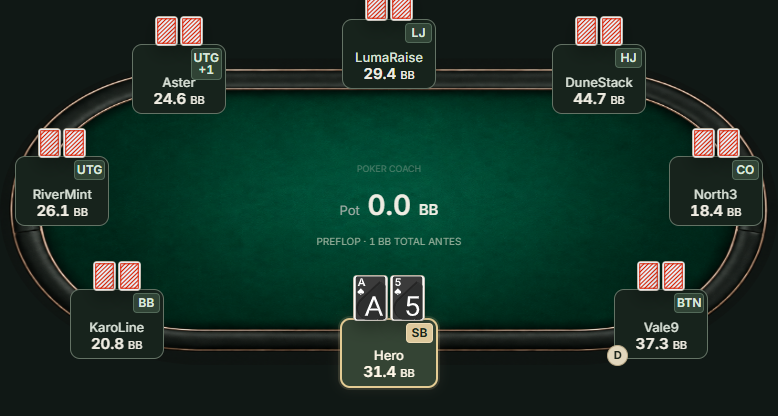 LJ
LumaRaise
29.4 BB
UTG
+1
Aster
24.6 BB
HJ
DuneStack
44.7 BB
UTG
RiverMint
26.1 BB
CO
North3
18.4 BB
POKER COACH
Pot 0.0 BB
PREFLOP · 1 BB TOTAL ANTES
BB
KaroLine
20.8 BB
A♠ A
5♠ 5
SB
Hero
31.4 BB
BTN
Vale9
37.3 BB
D